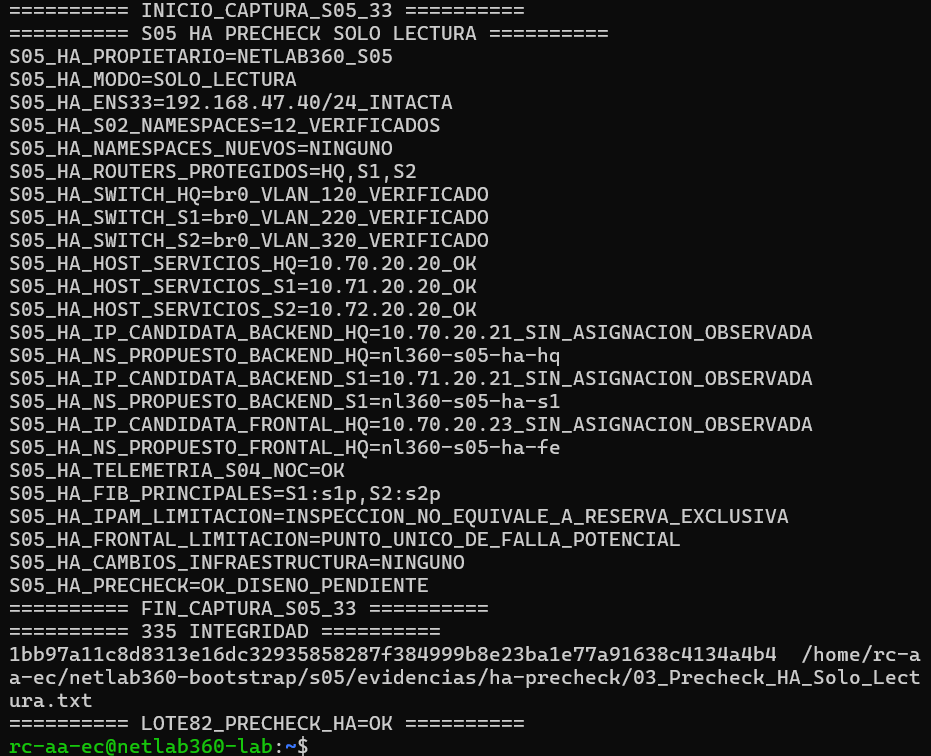 ========== INICIO_CAPTURA_S05_33 ==========
========== S05 HA PRECHECK SOLO LECTURA ==========
S05_HA_PROPIETARIO=NETLAB360_S05
S05_HA_MODO=SOLO_LECTURA
S05_HA_ENS33=192.168.47.40/24_INTACTA
S05_HA_S02_NAMESPACES=12_VERIFICADOS
S05_HA_NAMESPACES_NUEVOS=NINGUNO
S05_HA_ROUTERS_PROTEGIDOS=HQ,S1,S2
S05_HA_SWITCH_HQ=br0_VLAN_120_VERIFICADO
S05_HA_SWITCH_S1=br0_VLAN_220_VERIFICADO
S05_HA_SWITCH_S2=br0_VLAN_320_VERIFICADO
S05_HA_HOST_SERVICIOS_HQ=10.70.20.20_OK
S05_HA_HOST_SERVICIOS_S1=10.71.20.20_OK
S05_HA_HOST_SERVICIOS_S2=10.72.20.20_OK
S05_HA_IP_CANDIDATA_BACKEND_HQ=10.70.20.21_SIN_ASIGNACION_OBSERVADA
S05_HA_NS_PROPUESTO_BACKEND_HQ=nl360-s05-ha-hq
S05_HA_IP_CANDIDATA_BACKEND_S1=10.71.20.21_SIN_ASIGNACION_OBSERVADA
S05_HA_NS_PROPUESTO_BACKEND_S1=nl360-s05-ha-s1
S05_HA_IP_CANDIDATA_FRONTAL_HQ=10.70.20.23_SIN_ASIGNACION_OBSERVADA
S05_HA_NS_PROPUESTO_FRONTAL_HQ=nl360-s05-ha-fe
S05_HA_TELEMETRIA_S04_NOC=OK
S05_HA_FIB_PRINCIPALES=S1:s1p,S2:s2p
S05_HA_IPAM_LIMITACION=INSPECCION_NO_EQUIVALE_A_RESERVA_EXCLUSIVA
S05_HA_FRONTAL_LIMITACION=PUNTO_UNICO_DE_FALLA_POTENCIAL
S05_HA_CAMBIOS_INFRAESTRUCTURA=NINGUNO
S05_HA_PRECHECK=OK_DISENO_PENDIENTE
========== FIN_CAPTURA_S05_33 ==========
========== 335 INTEGRIDAD ==========
1bb97a11c8d8313e16dc32935858287f384999b8e23ba1e77a91638c4134a4b4  /home/rc-a
a-ec/netlab360-bootstrap/s05/evidencias/ha-precheck/03_Precheck_HA_Solo_Lect
ura.txt
========== LOTE82_PRECHECK_HA=OK ==========
rc-aa-ec@netlab360-lab:~$